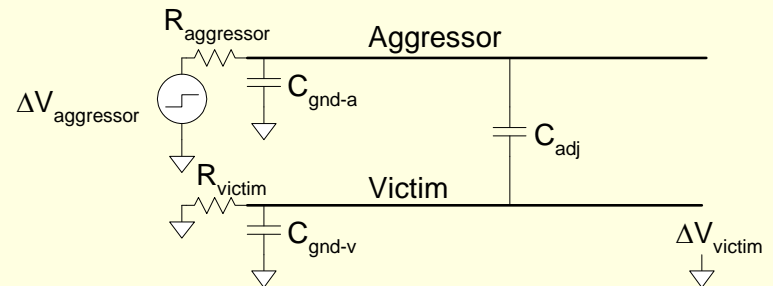 R_aggressor
Aggressor
C_gnd-a
ΔV_aggressor
C_adj
R_victim
Victim
C_gnd-v
ΔV_victim